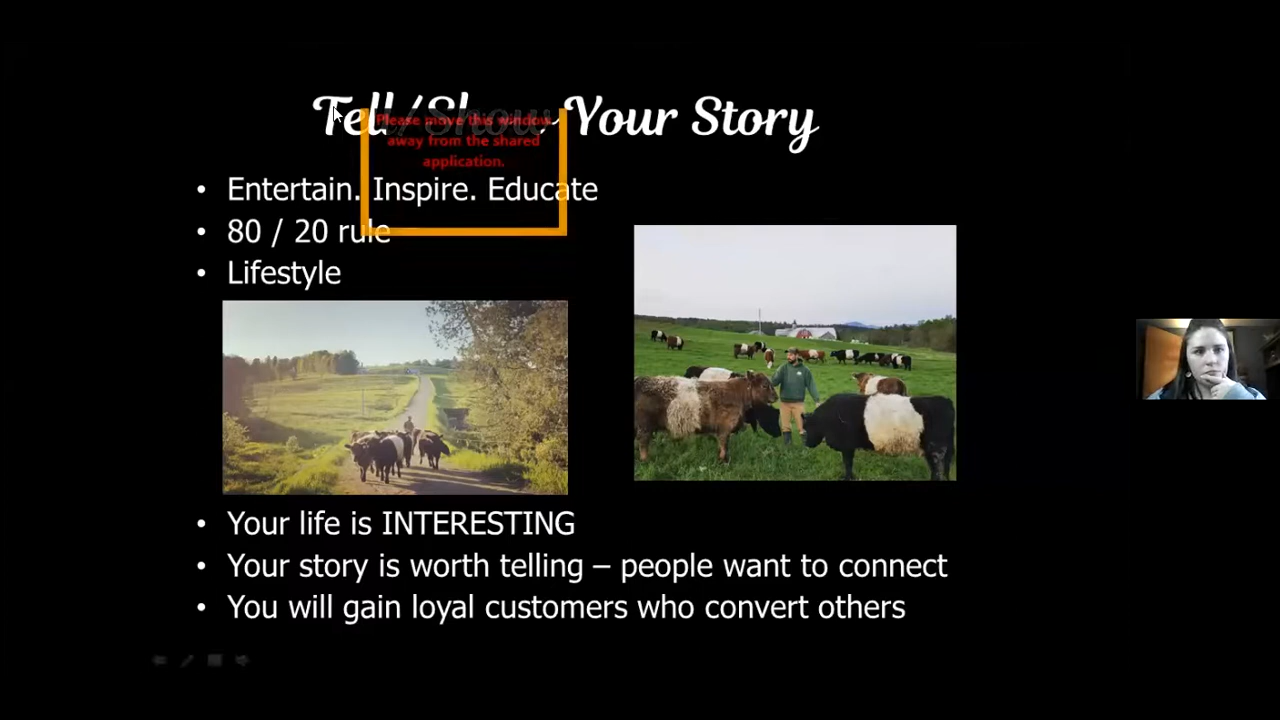 Tell/Show Your Story
Please move this window
away from the shared
application.
• Entertain. Inspire. Educate
• 80 / 20 rule
• Lifestyle
• Your life is INTERESTING
• Your story is worth telling – people want to connect
• You will gain loyal customers who convert others